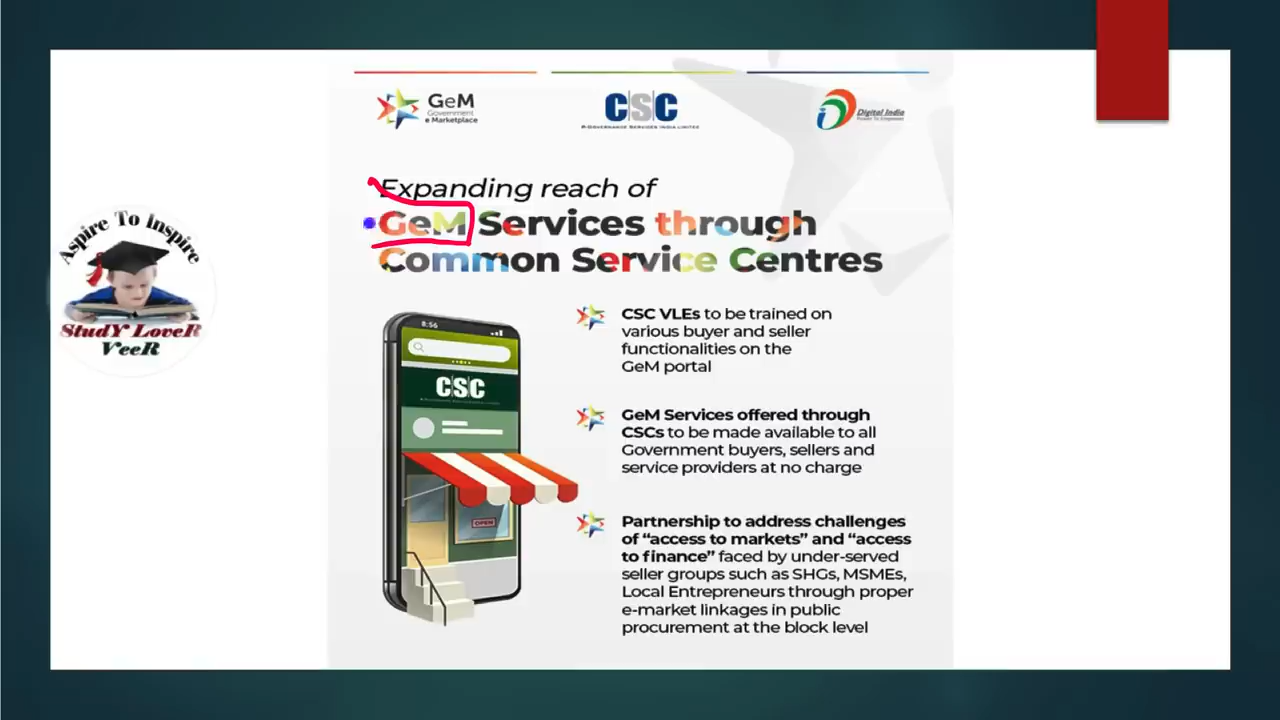 GeM
Government
e Marketplace
CSC
e-Governance Services India Limited
Digital India
Power To Empower
Aspire To Inspire
StudY LoveR
VeeR
Expanding reach of
GeM Services through
Common Service Centres
8:56
CSC
OPEN
CSC VLEs to be trained on
various buyer and seller
functionalities on the
GeM portal
GeM Services offered through
CSCs to be made available to all
Government buyers, sellers and
service providers at no charge
Partnership to address challenges
of “access to markets” and “access
to finance” faced by under-served
seller groups such as SHGs, MSMEs,
Local Entrepreneurs through proper
e-market linkages in public
procurement at the block level